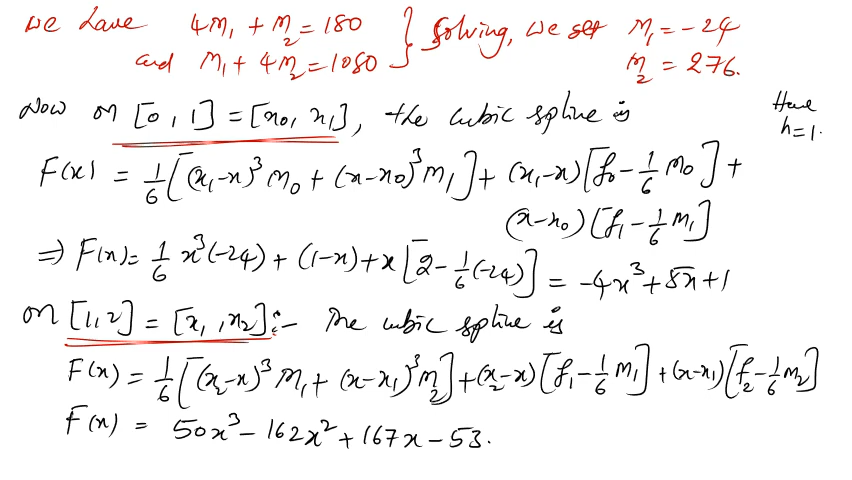 we have 4M₁ + M₂ = 180 } Solving, we get M₁ = -24
and M₁ + 4M₂ = 1080 } M₂ = 276.
Now on [0, 1] = [x₀, x₁], the cubic spline is Here
h=1.
F(x) = 1/6 [(x₁-x)³ M₀ + (x-x₀)³ M₁] + (x₁-x) [f₀ - 1/6 M₀] +
(x-x₀) [f₁ - 1/6 M₁]
⇒ F(x) = 1/6 x³(-24) + (1-x) + x [2 - 1/6(-24)] = -4x³ + 5x + 1
on [1, 2] = [x₁, x₂] :- The cubic spline is
F(x) = 1/6 [(x₂-x)³ M₁ + (x-x₁)³ M₂] + (x₂-x) [f₁ - 1/6 M₁] + (x-x₁) [f₂ - 1/6 M₂]
F(x) = 50x³ - 162x² + 167x - 53.